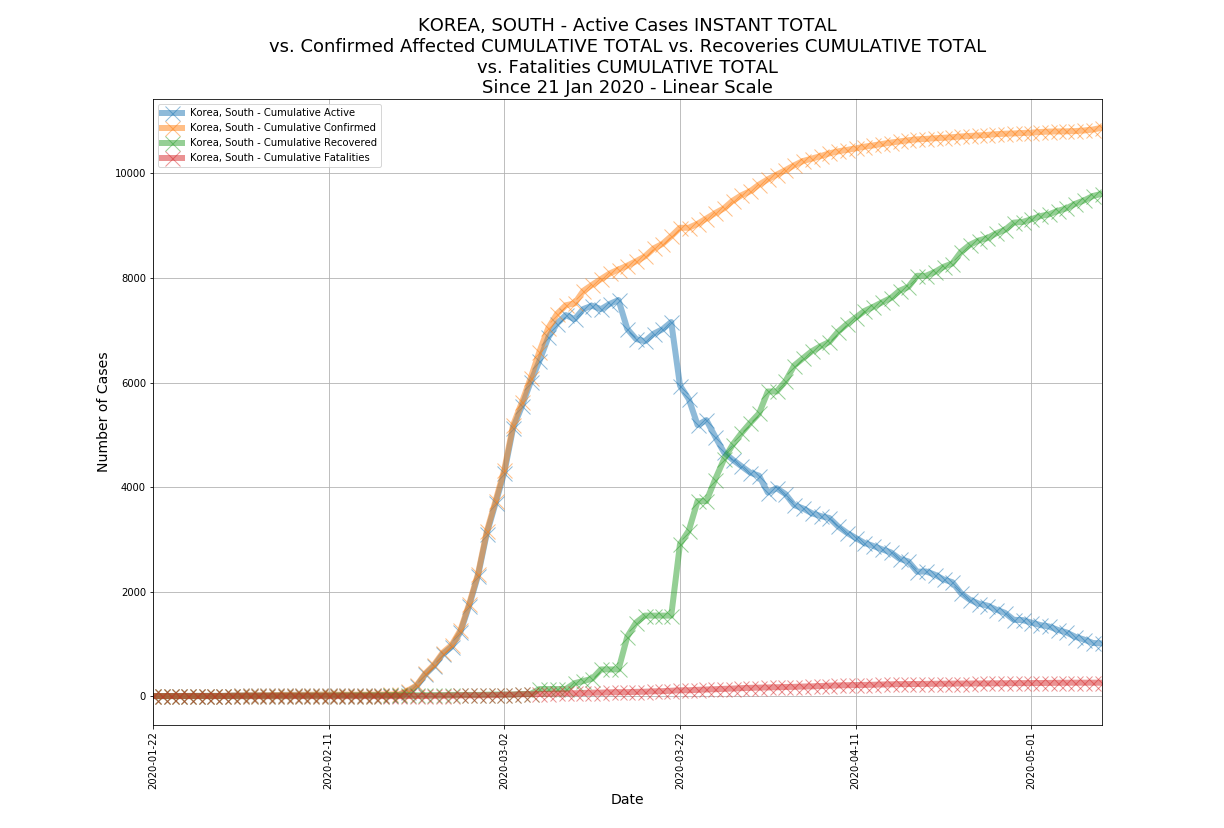 KOREA, SOUTH - Active Cases INSTANT TOTAL
vs. Confirmed Affected CUMULATIVE TOTAL vs. Recoveries CUMULATIVE TOTAL
vs. Fatalities CUMULATIVE TOTAL
Since 21 Jan 2020 - Linear Scale
Korea, South - Cumulative Active
Korea, South - Cumulative Confirmed
Korea, South - Cumulative Recovered
Korea, South - Cumulative Fatalities
Number of Cases
10000
8000
6000
4000
2000
0
2020-01-22
2020-02-11
2020-03-02
2020-03-22
2020-04-11
2020-05-01
Date